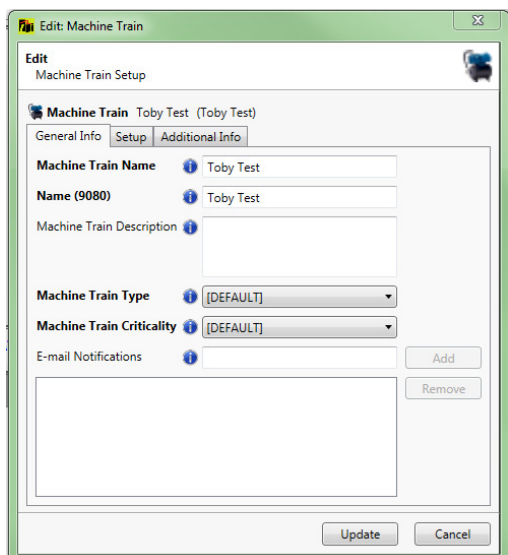 Edit: Machine Train
Edit
Machine Train Setup
Machine Train Toby Test (Toby Test)
General Info Setup Additional Info
Machine Train Name Toby Test
Name (9080) Toby Test
Machine Train Description
Machine Train Type [DEFAULT]
Machine Train Criticality [DEFAULT]
E-mail Notifications Add
Remove
Update Cancel